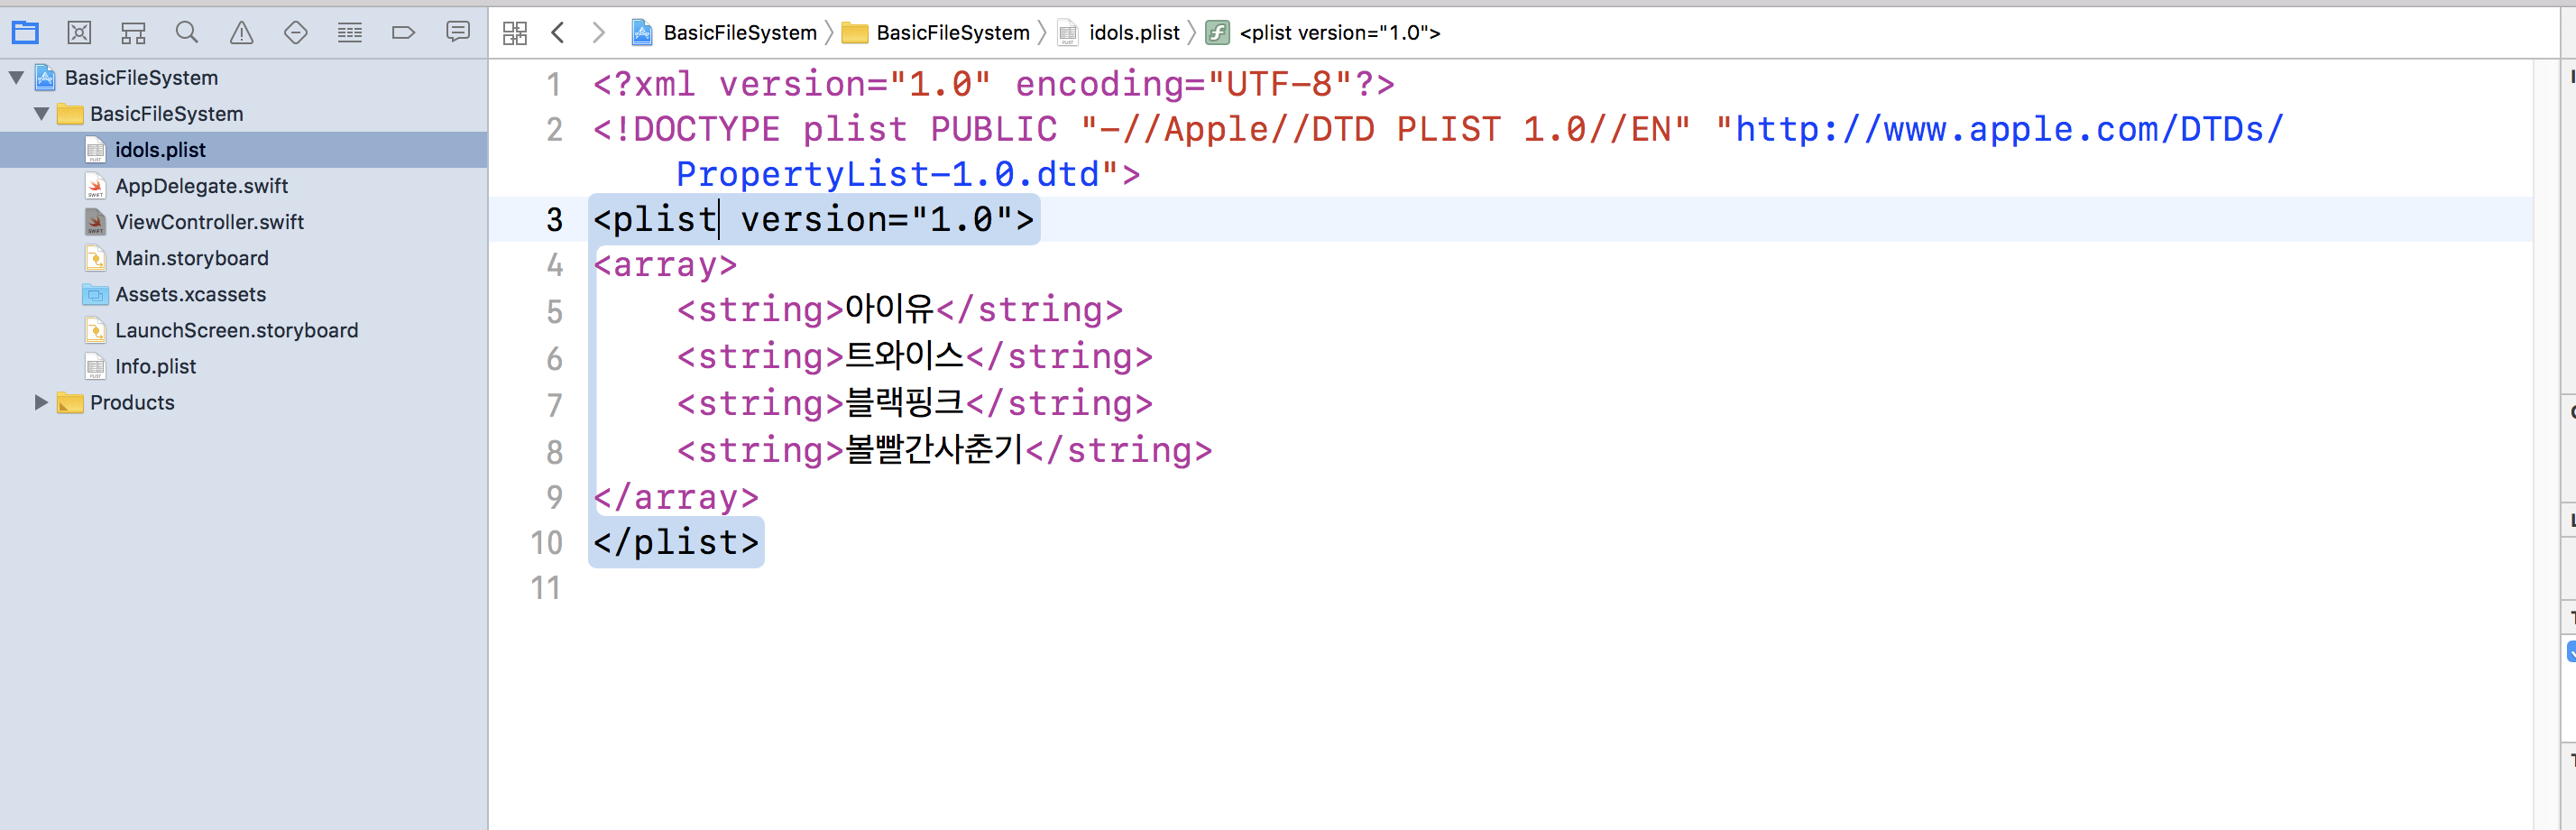 BasicFileSystem
BasicFileSystem
idols.plist
AppDelegate.swift
ViewController.swift
Main.storyboard
Assets.xcassets
LaunchScreen.storyboard
Info.plist
Products
BasicFileSystem BasicFileSystem idols.plist <plist version="1.0">
1 <?xml version="1.0" encoding="UTF-8"?>
2 <!DOCTYPE plist PUBLIC "-//Apple//DTD PLIST 1.0//EN" "http://www.apple.com/DTDs/
PropertyList-1.0.dtd">
3 <plist version="1.0">
4 <array>
5 <string>아이유</string>
6 <string>트와이스</string>
7 <string>블랙핑크</string>
8 <string>볼빨간사춘기</string>
9 </array>
10 </plist>
11